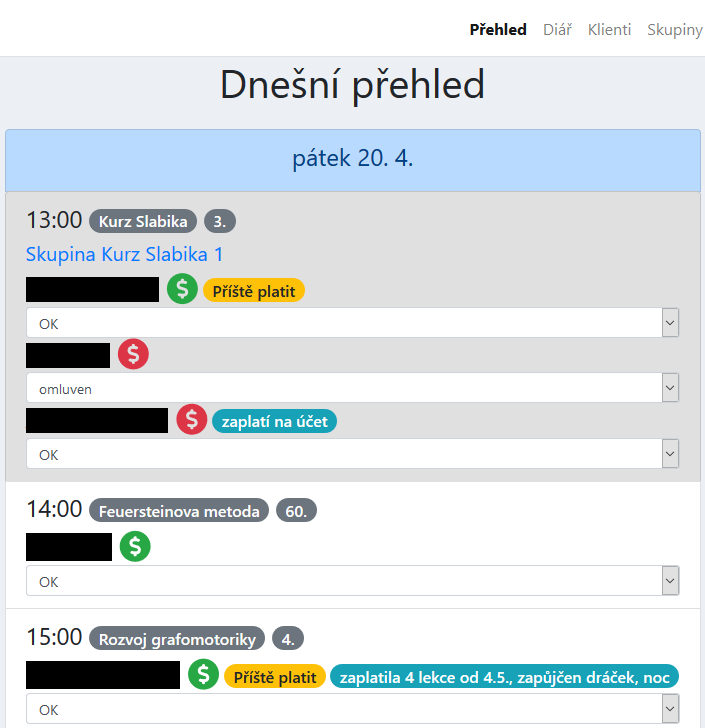 Přehled Diář Klienti Skupiny
Dnešní přehled
pátek 20. 4.
13:00 Kurz Slabika 3.
Skupina Kurz Slabika 1
$ Příště platit
OK
$
omluven
$ zaplatí na účet
OK
14:00 Feuersteinova metoda 60.
$
OK
15:00 Rozvoj grafomotoriky 4.
$ Příště platit zaplatila 4 lekce od 4.5., zapůjčen dráček, noc
OK